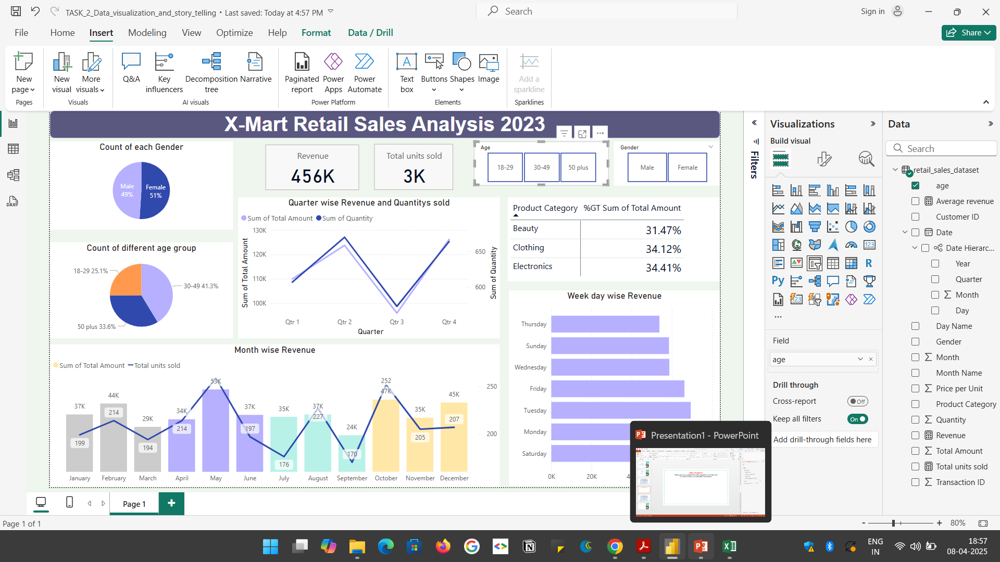 TASK_2_Data_visualization_and_story_telling • Last saved: Today at 4:57 PM
Search
Sign in
File Home Insert Modeling View Optimize Help Format Data / Drill
Share
New page
New visual
More visuals
Q&A
Key influencers
Decomposition tree
Narrative
Paginated report
Power Apps
Power Automate
Text box
Buttons
Shapes
Image
Add a sparkline
Pages
Visuals
AI visuals
Power Platform
Elements
Sparklines
X-Mart Retail Sales Analysis 2023
Count of each Gender
Male 49%
Female 51%
Revenue
456K
Total units sold
3K
Age
18-29
30-49
50 plus
Gender
Male
Female
Count of different age group
18-29 25.1%
30-49 41.3%
50 plus 33.6%
Quarter wise Revenue and Quantitys sold
Sum of Total Amount Sum of Quantity
130K
120K
110K
100K
Sum of Total Amount
650
600
Sum of Quantity
Qtr 1 Qtr 2 Qtr 3 Qtr 4
Quarter
Product Category %GT Sum of Total Amount
Beauty 31.47%
Clothing 34.12%
Electronics 34.41%
Week day wise Revenue
Thursday
Sunday
Wednesday
Friday
Tuesday
Monday
Saturday
0K 20K
Month wise Revenue
Sum of Total Amount Total units sold
37K 44K 29K 34K 53K 37K 35K 37K 24K 47K 35K 45K
199 214 194 214 197 176 227 170 252 205 207
250
200
January February March April May June July August September October November December
Filters
Visualizations
Build visual
123
R
Py
123
Field
age
Drill through
Cross-report
Off
Keep all filters
On
Add drill-through fields here
Data
Search
retail_sales_dataset
age
Average revenue
Customer ID
Date
Date Hierarc...
Year
Quarter
Month
Day
Day Name
Gender
Month
Month Name
Price per Unit
Product Category
Quantity
Revenue
Total Amount
Total units sold
Transaction ID
DAX
Presentation1 - PowerPoint
Data Analysis
Page 1
Page 1 of 1
- + 80%
ENG
IN
18:57
08-04-2025